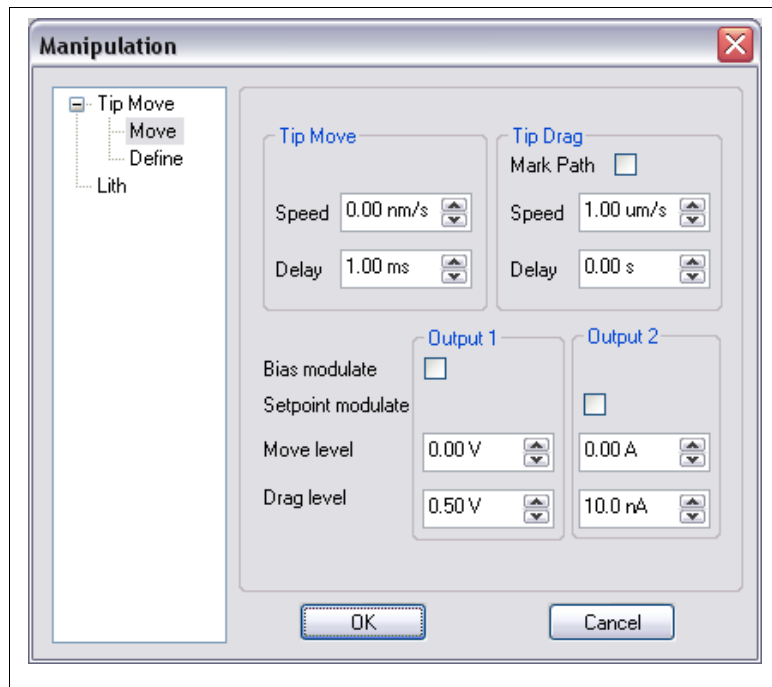 Manipulation
Tip Move
Move
Define
Lith
Tip Move
Speed 0.00 nm/s
Delay 1.00 ms
Tip Drag
Mark Path
Speed 1.00 um/s
Delay 0.00 s
Output 1 Output 2
Bias modulate
Setpoint modulate
Move level 0.00 V 0.00 A
Drag level 0.50 V 10.0 nA
OK Cancel